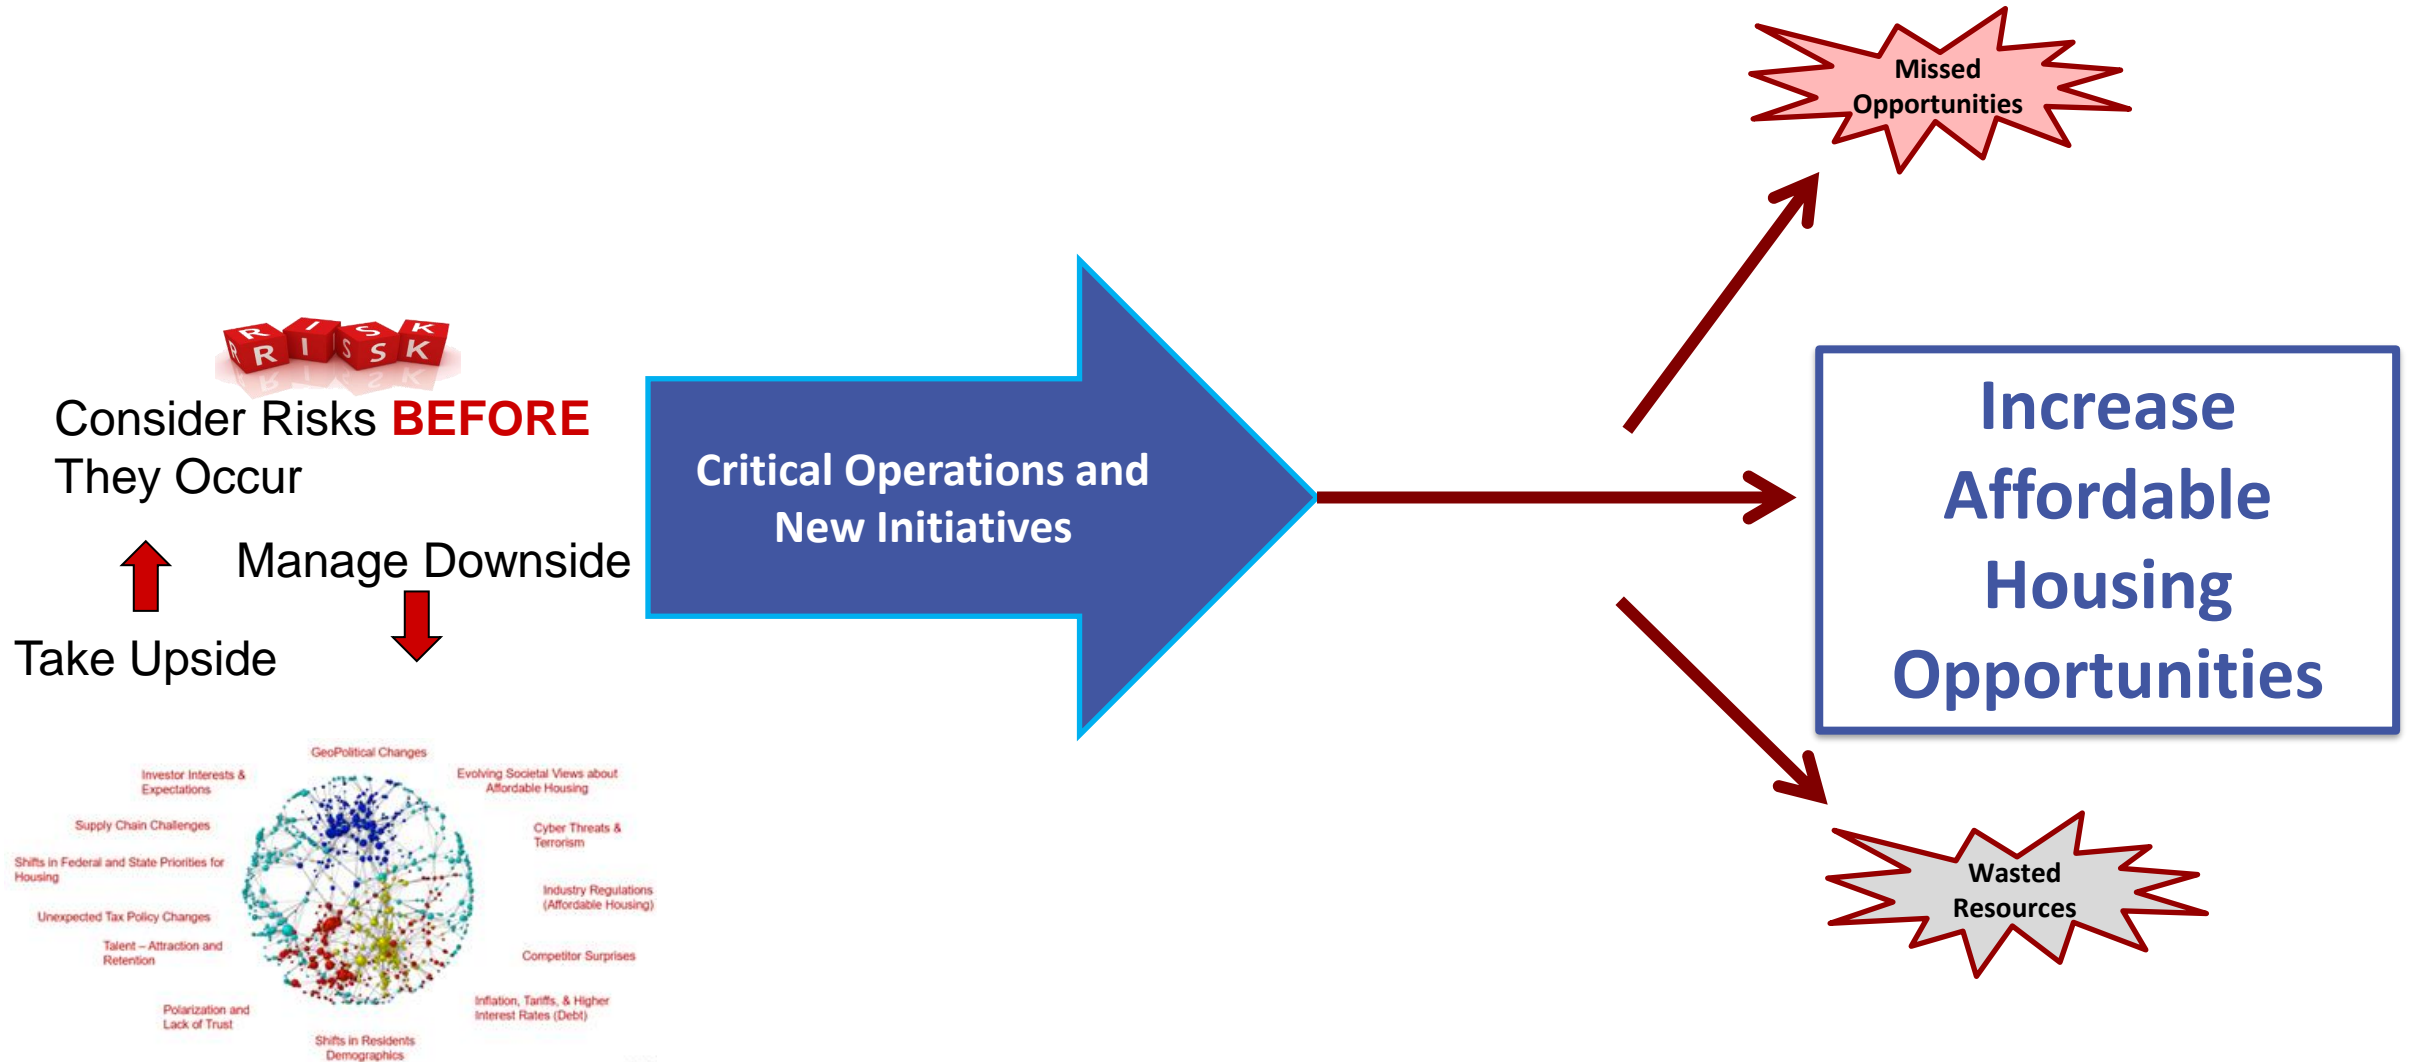 RISK
Consider Risks BEFORE
They Occur
Manage Downside
Take Upside
GeoPolitical Changes
Investor Interests &
Expectations
Evolving Societal Views about
Affordable Housing
Supply Chain Challenges
Cyber Threats &
Terrorism
Shifts in Federal and State Priorities for
Housing
Industry Regulations
(Affordable Housing)
Unexpected Tax Policy Changes
Talent – Attraction and
Retention
Competitor Surprises
Polarization and
Lack of Trust
Inflation, Tariffs, & Higher
Interest Rates (Debt)
Shifts in Residents
Demographics
Critical Operations and
New Initiatives
Missed
Opportunities
Increase
Affordable
Housing
Opportunities
Wasted
Resources